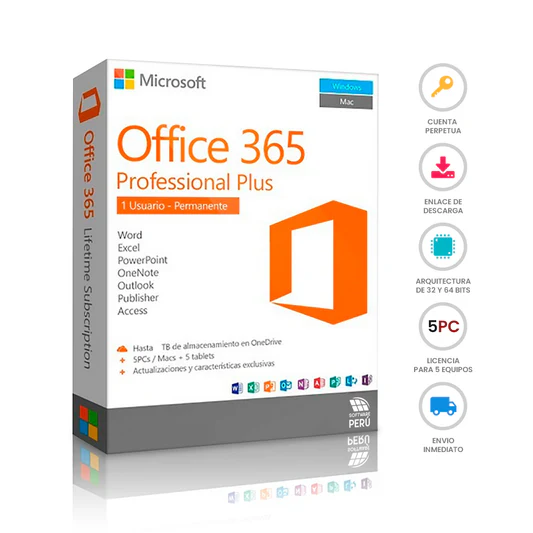 Microsoft
Windows
Mac
Office 365
Professional Plus
1 Usuario - Permanente
Word
Excel
PowerPoint
OneNote
Outlook
Publisher
Access
Hasta TB de almacenamiento en OneDrive
5PCs / Macs + 5 tablets
Actualizaciones y características exclusivas
SOFTWARE
PERÚ
Office 365 Lifetime Subscription
CUENTA
PERPETUA
ENLACE DE
DESCARGA
ARQUITECTURA
DE 32 Y 64 BITS
5PC
LICENCIA
PARA 5 EQUIPOS
ENVIO
INMEDIATO